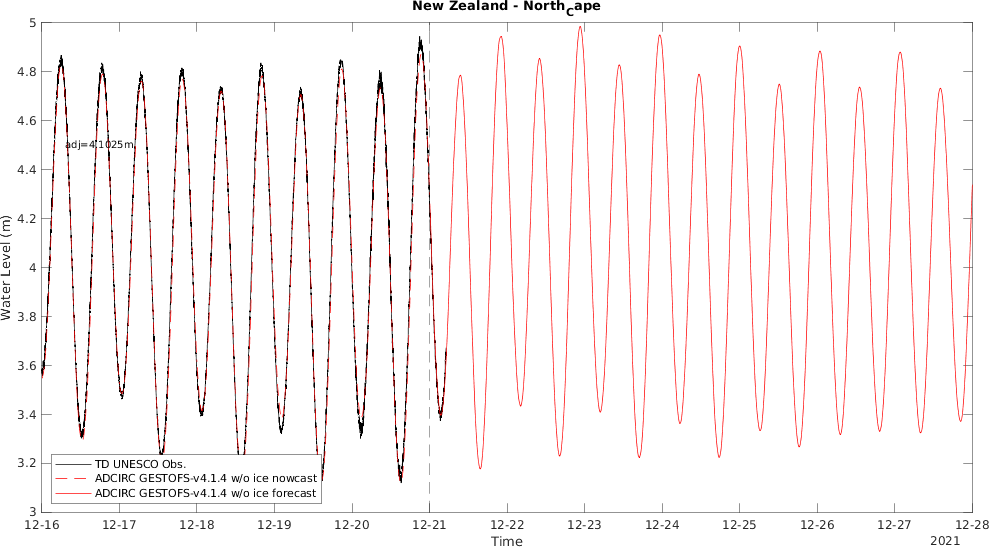 New Zealand - NorthCape
5
4.8
4.6
4.4
4.2
4
3.8
3.6
3.4
3.2
3
Water Level (m)
adj=4.1025m,
TD UNESCO Obs.
ADCIRC GESTOFS-v4.1.4 w/o ice nowcast
ADCIRC GESTOFS-v4.1.4 w/o ice forecast
12-16 12-17 12-18 12-19 12-20 12-21 12-22 12-23 12-24 12-25 12-26 12-27 12-28
Time
2021